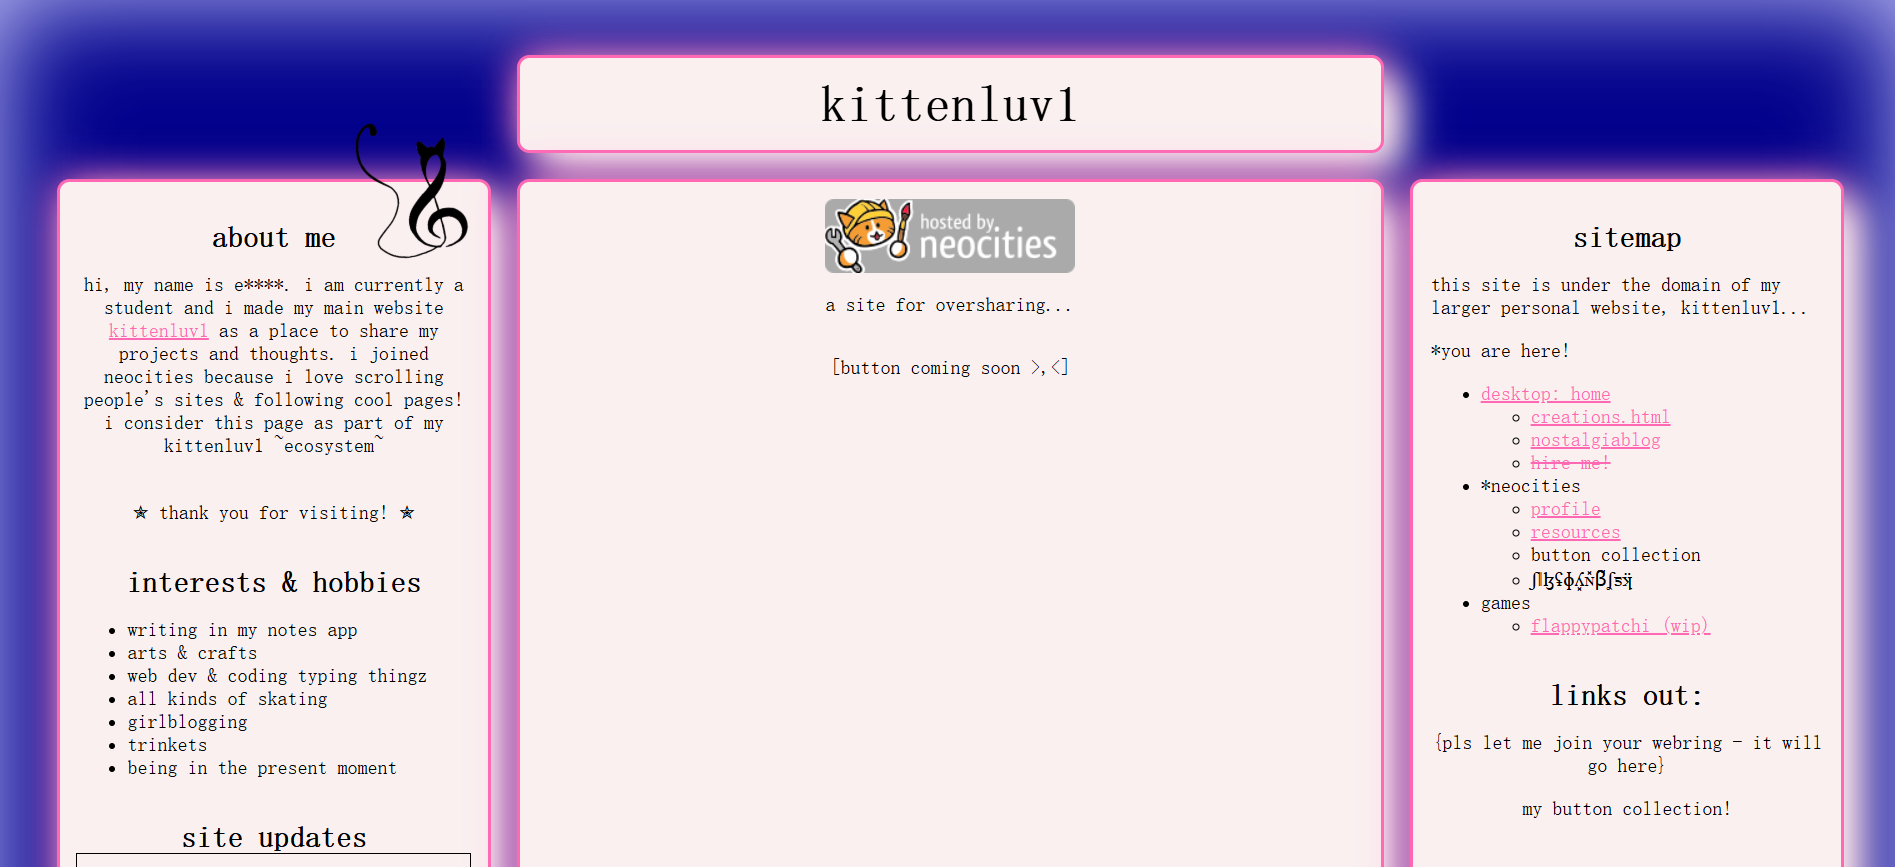 kittenluv1
about me
hi, my name is e****. i am currently a
student and i made my main website
kittenluv1 as a place to share my
projects and thoughts. i joined
neocities because i love scrolling
people's sites & following cool pages!
i consider this page as part of my
kittenluv1 ~ecosystem~
✯ thank you for visiting! ✯
interests & hobbies
• writing in my notes app
• arts & crafts
• web dev & coding typing thingz
• all kinds of skating
• girlblogging
• trinkets
• being in the present moment
site updates
hosted by
neocities
a site for oversharing...
[button coming soon >,<]
sitemap
this site is under the domain of my
larger personal website, kittenluv1...
*you are here!
• desktop: home
◦ creations.html
◦ nostalgiablog
◦ hire me!
• *neocities
◦ profile
◦ resources
◦ button collection
• games
◦ flappypatchi (wip)
links out:
{pls let me join your webring - it will
go here}
my button collection!